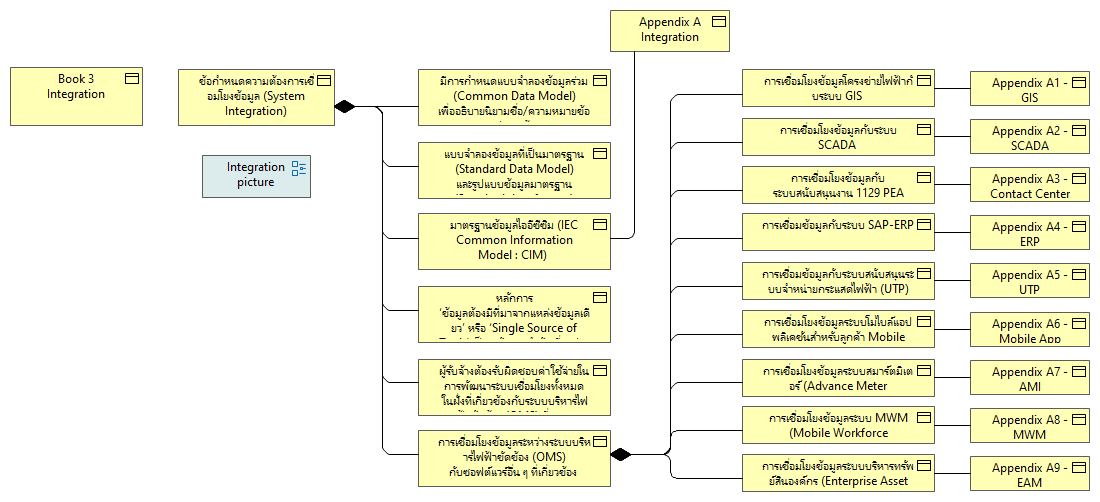 Appendix A
Integration
Book 3
Integration
ข้อกำหนดความต้องการเชื่
อมโยงข้อมูล (System
Integration)
Integration
picture
มีการกำหนดแบบจำลองข้อมูลร่วม
(Common Data Model)
เพื่ออธิบายนิยามชื่อ/ความหมายข้อ
แบบจำลองข้อมูลที่เป็นมาตรฐาน
(Standard Data Model)
และรูปแบบข้อมูลมาตรฐาน
มาตรฐานข้อมูลไออีซีซิม (IEC
Common Information
Model : CIM)
หลักการ
'ข้อมูลต้องมีที่มาจากแหล่งข้อมูลเดี
ยว' หรือ 'Single Source of
ผู้รับจ้างต้องรับผิดชอบค่าใช้จ่ายใน
การพัฒนาระบบเชื่อมโยงทั้งหมด
ในฝั่งที่เกี่ยวข้องกับระบบบริหารไฟ
การเชื่อมโยงข้อมูลระหว่างระบบบริห
ารไฟฟ้าขัดข้อง (OMS)
กับซอฟต์แวร์อื่น ๆ ที่เกี่ยวข้อง
การเชื่อมโยงข้อมูลโครงข่ายไฟฟ้ากั
บระบบ GIS
Appendix A1 -
GIS
การเชื่อมโยงข้อมูลกับระบบ
SCADA
Appendix A2 -
SCADA
การเชื่อมโยงข้อมูลกับ
ระบบสนับสนุนงาน 1129 PEA
Appendix A3 -
Contact Center
การเชื่อมข้อมูลกับระบบ SAP-ERP
Appendix A4 -
ERP
การเชื่อมข้อมูลกับระบบสนับสนุนระ
บบจำหน่ายกระแสไฟฟ้า (UTP)
Appendix A5 -
UTP
การเชื่อมโยงข้อมูลระบบโมไบล์แอป
พลิเคชันสำหรับลูกค้า Mobile
Appendix A6 -
Mobile App
การเชื่อมโยงข้อมูลระบบสมาร์ตมิเต
อร์ (Advance Meter
Appendix A7 -
AMI
การเชื่อมโยงข้อมูลระบบ MWM
(Mobile Workforce
Appendix A8 -
MWM
การเชื่อมโยงข้อมูลระบบบริหารทรัพ
ย์สินองค์กร (Enterprise Asset
Appendix A9 -
EAM